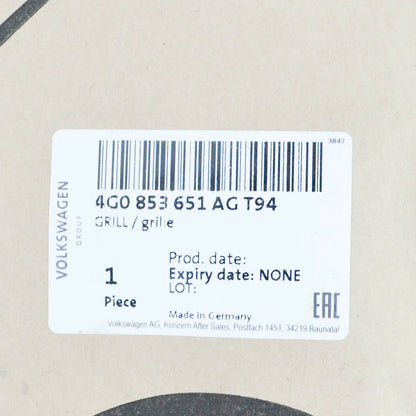 3847
4G0 853 651 AG T94
GRILL / grille
VOLKSWAGEN
GROUP
Prod. date:
1
Expiry date: NONE
Piece
LOT:
EAC
Made in Germany
Volkswagen AG, Konzern After Sales, Postfach 1451, 34219 Baunatal